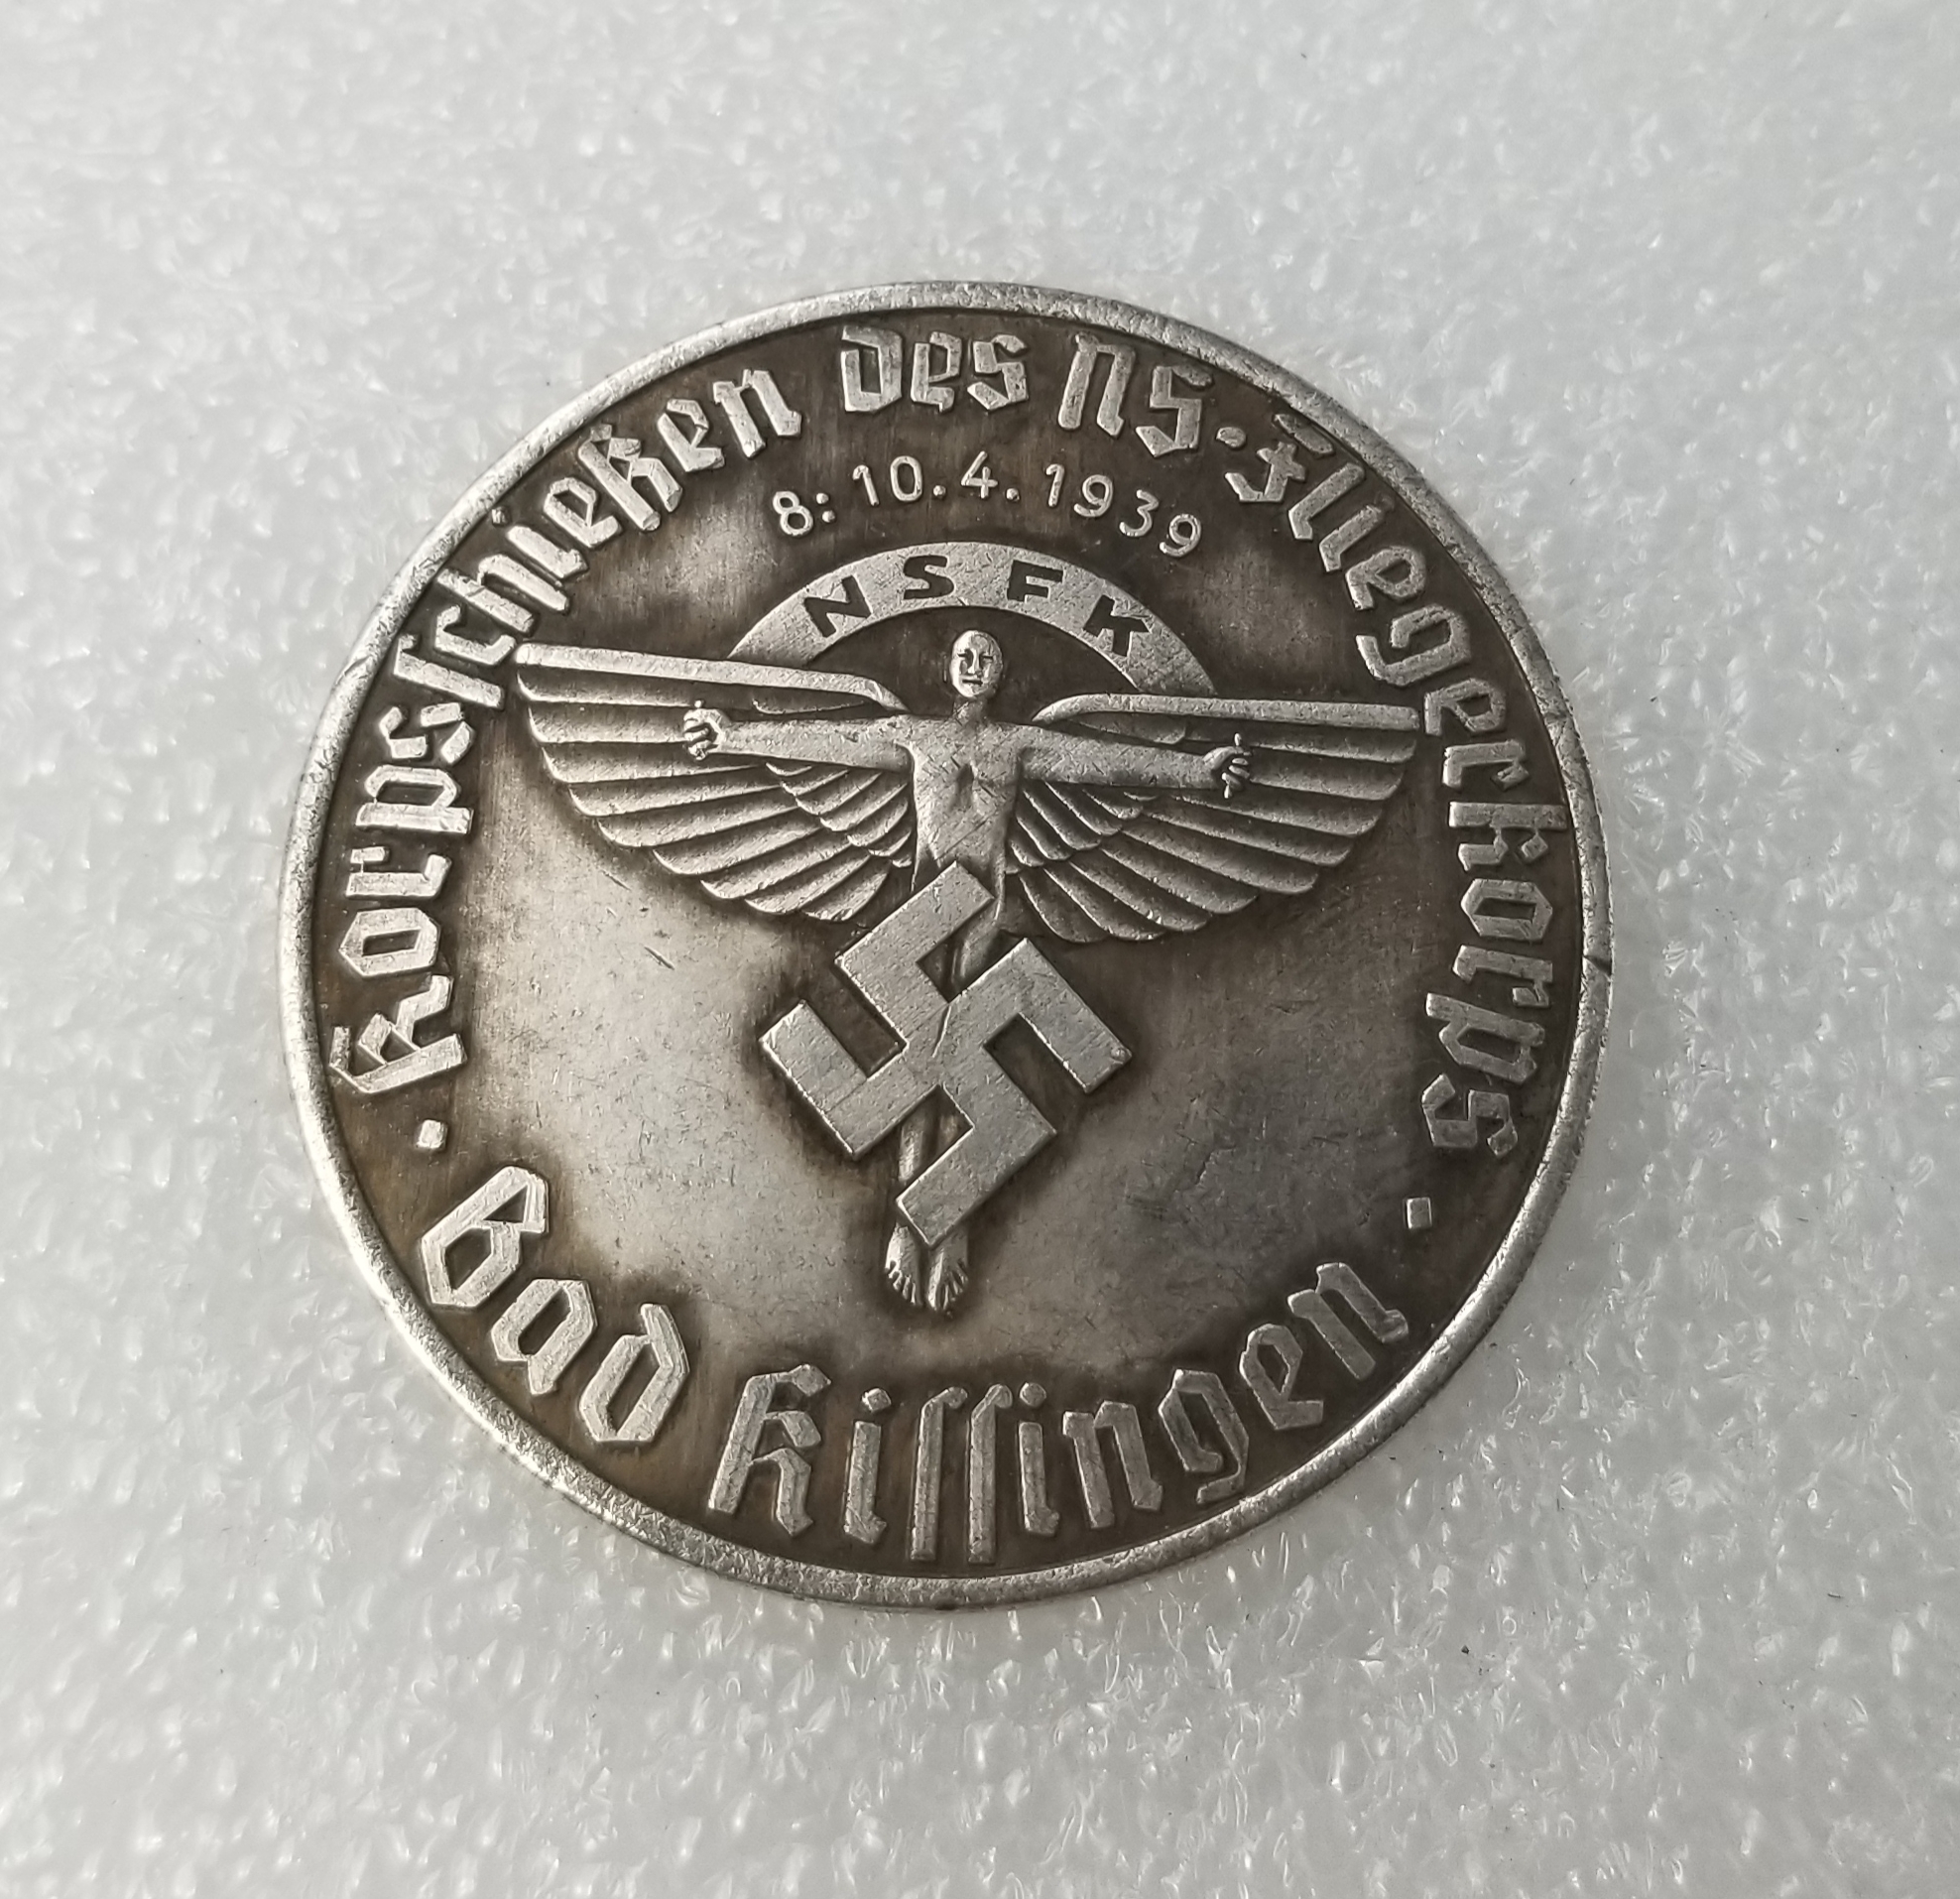 Korpsschießen des NS-Fliegerkorps
8: 10.4.1939
NSFK
Bad Kissingen